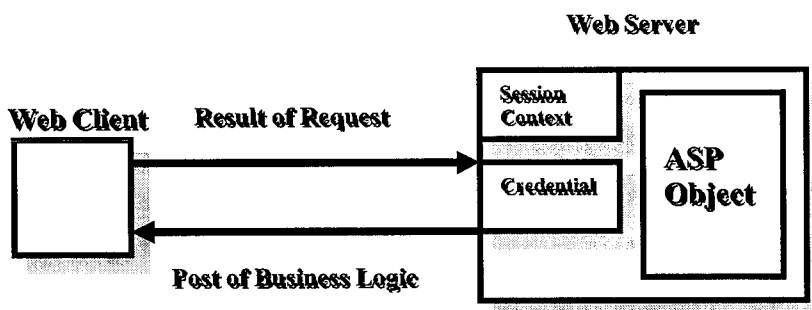 Web Server
Session
Context
Web Client
Result of Request
ASP
Object
Credential
Post of Business Logic